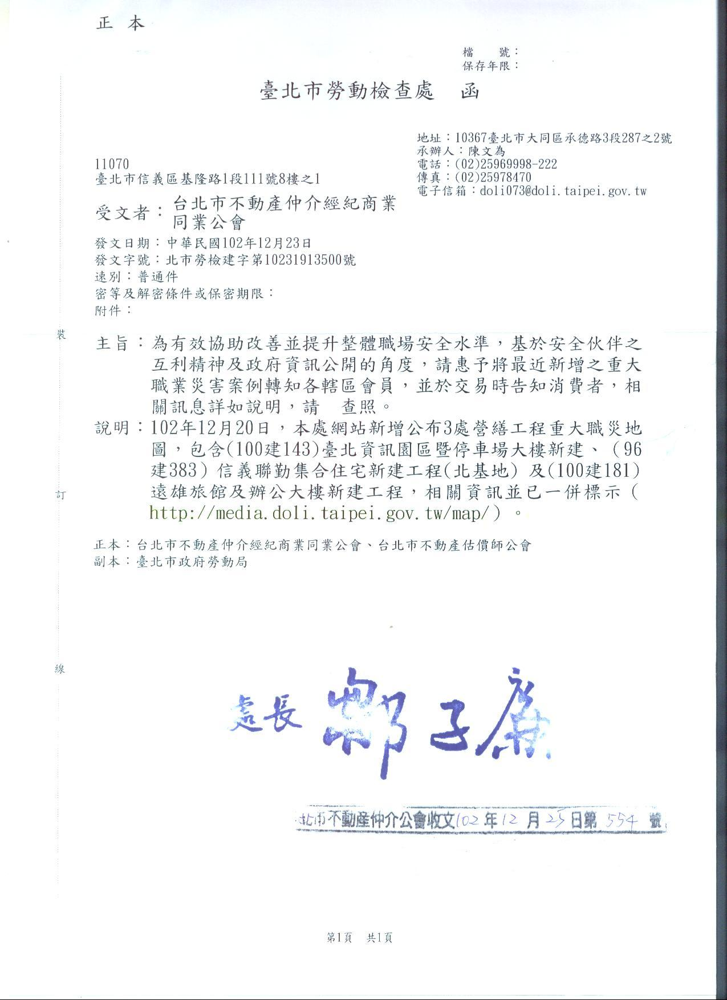 正 本
檔　　號：
保存年限：
臺北市勞動檢查處　函
地址：10367臺北市大同區承德路3段287之2號
承辦人：陳文為
電話：(02)25969998-222
傳真：(02)25978470
電子信箱：doli073@doli.taipei.gov.tw
11070
臺北市信義區基隆路1段111號8樓之1
受文者：台北市不動產仲介經紀商業
同業公會
發文日期：中華民國102年12月23日
發文字號：北市勞檢建字第10231913500號
速別：普通件
密等及解密條件或保密期限：
附件：
主旨：為有效協助改善並提升整體職場安全水準，基於安全伙伴之
互利精神及政府資訊公開的角度，請惠予將最近新增之重大
職業災害案例轉知各轄區會員，並於交易時告知消費者，相
關訊息詳如說明，請　查照。
說明：102年12月20日，本處網站新增公布3處營繕工程重大職災地
圖，包含(100建143)臺北資訊園區暨停車場大樓新建、（96
建383）信義聯勤集合住宅新建工程(北基地) 及(100建181)
遠雄旅館及辦公大樓新建工程，相關資訊並已一併標示（
http://media.doli.taipei.gov.tw/map/）。
正本：台北市不動產仲介經紀商業同業公會、台北市不動產估價師公會
副本：臺北市政府勞動局
裝
訂
線
處長 鄒子廉
北市不動產仲介公會收文102年12月25日第554號
第1頁　共1頁